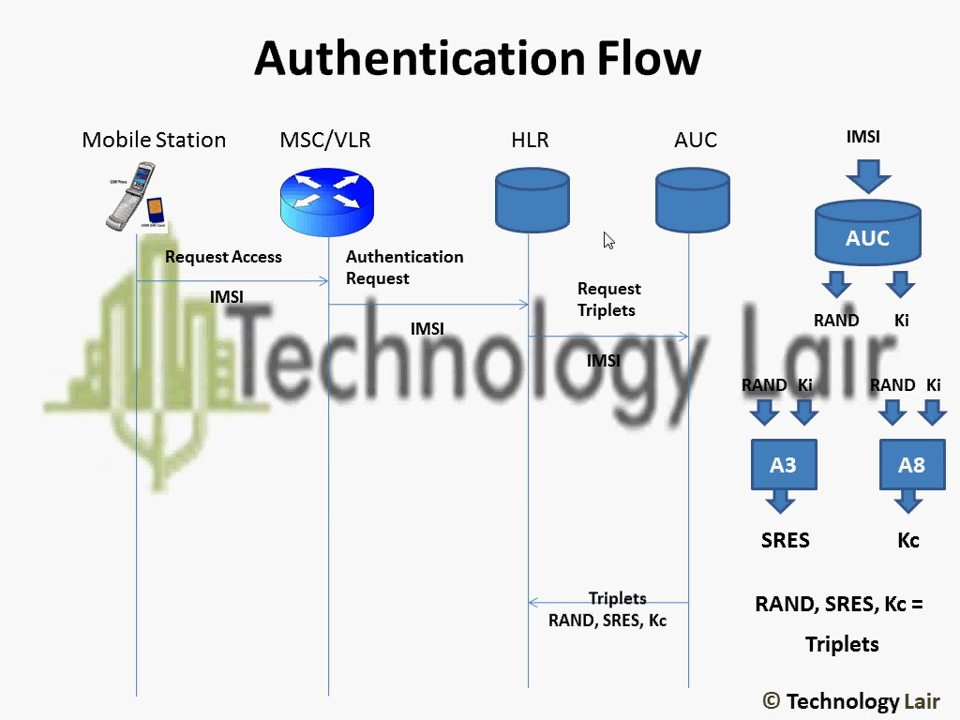 Authentication Flow
Mobile Station
MSC/VLR
HLR
AUC
IMSI
AUC
Request Access
IMSI
Authentication
Request
IMSI
Request
Triplets
IMSI
RAND
Ki
Technology Lair
RAND Ki
RAND Ki
A3
A8
SRES
Kc
Triplets
RAND, SRES, Kc
RAND, SRES, Kc =
Triplets
© Technology Lair